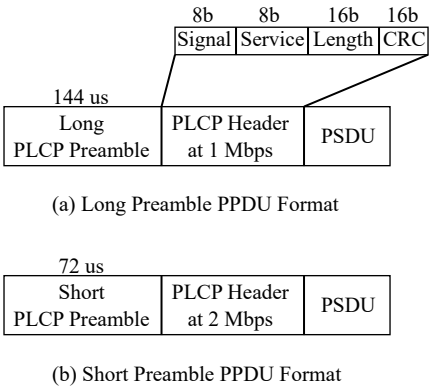 8b 8b 16b 16b
Signal Service Length CRC
144 us
Long PLCP Preamble
PLCP Header at 1 Mbps
PSDU
(a) Long Preamble PPDU Format
72 us
Short PLCP Preamble
PLCP Header at 2 Mbps
PSDU
(b) Short Preamble PPDU Format